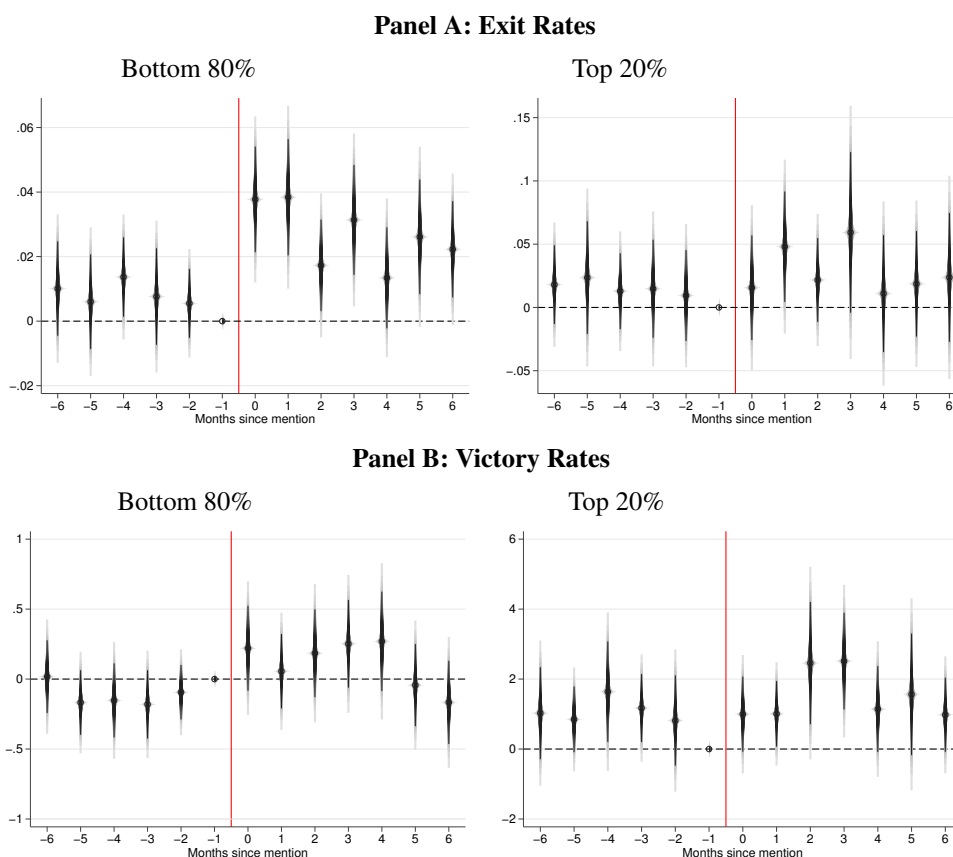 Panel A: Exit Rates
Bottom 80%
Top 20%
.06
.04
.02
0
-.02
-6 -5 -4 -3 -2 -1 0 1 2 3 4 5 6
Months since mention
.15
.1
.05
0
-.05
-6 -5 -4 -3 -2 -1 0 1 2 3 4 5 6
Months since mention
Panel B: Victory Rates
Bottom 80%
Top 20%
1
.5
0
-.5
-1
-6 -5 -4 -3 -2 -1 0 1 2 3 4 5 6
Months since mention
6
4
2
0
-2
-6 -5 -4 -3 -2 -1 0 1 2 3 4 5 6
Months since mention